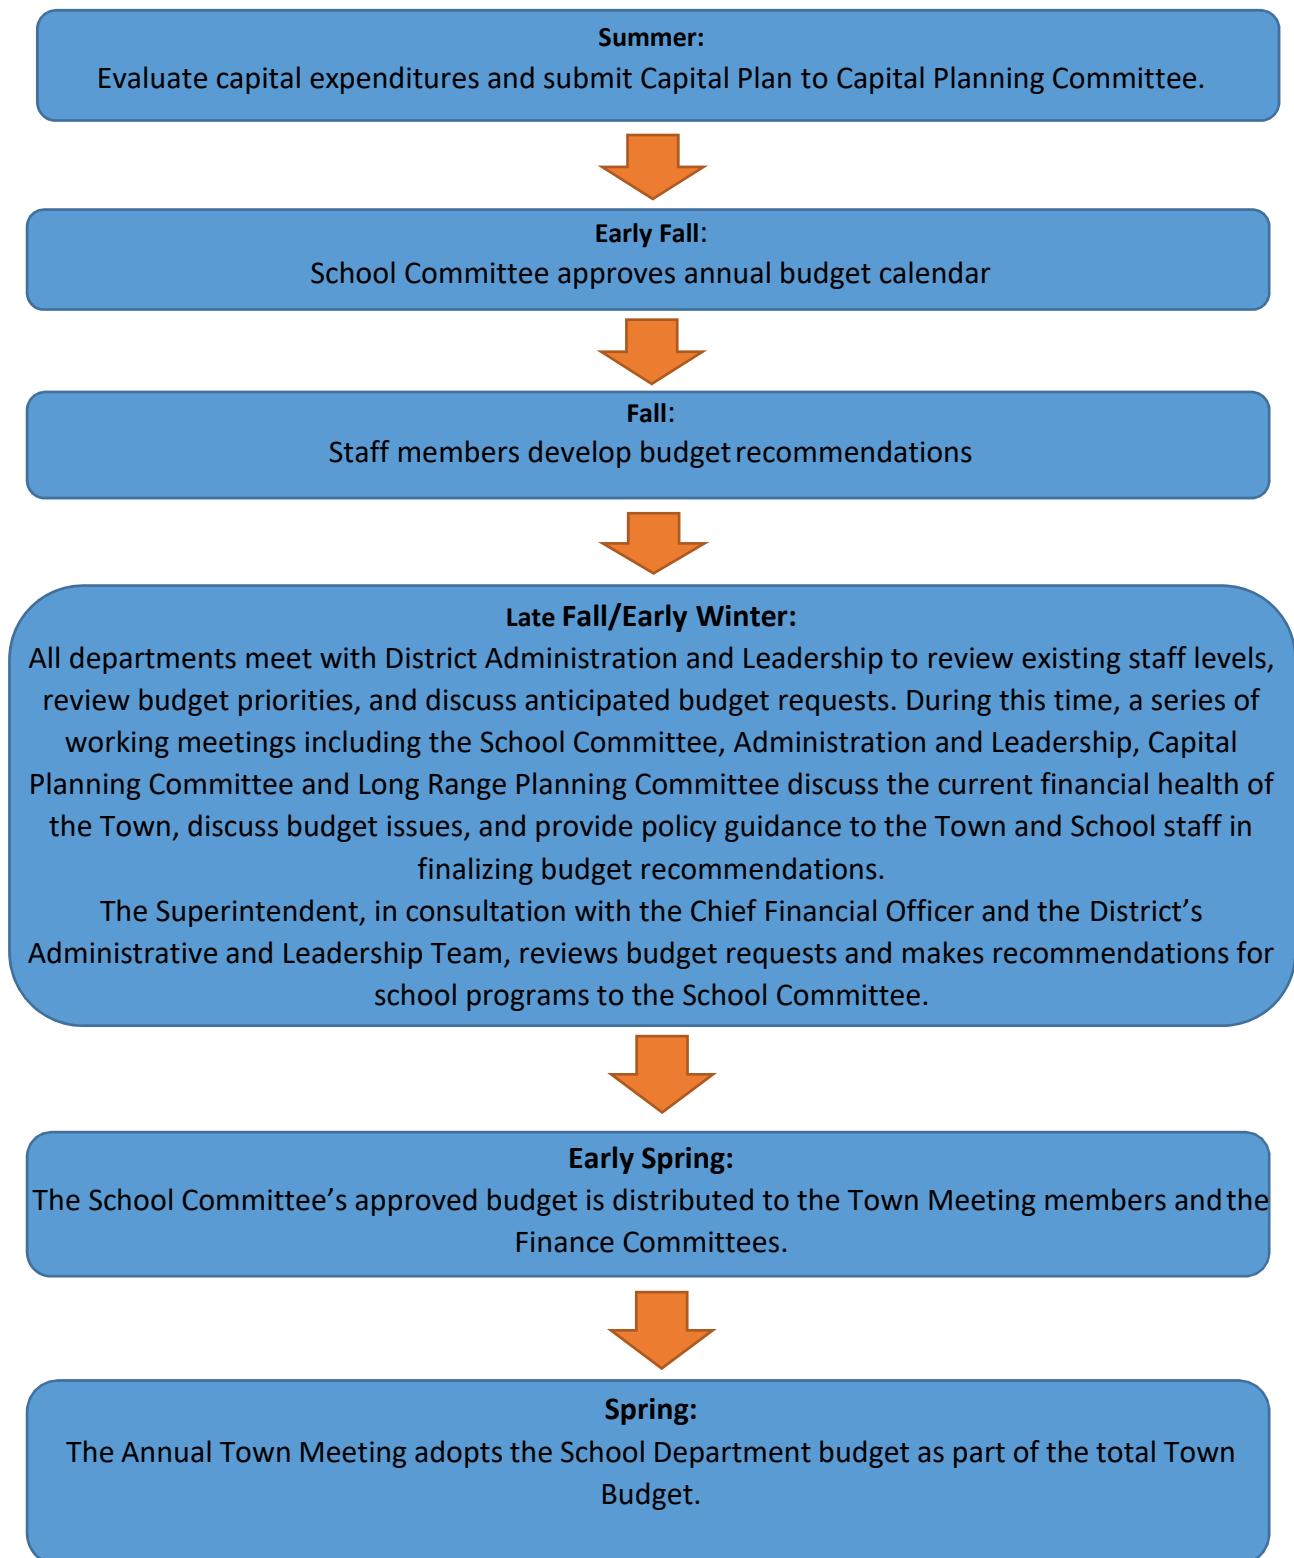 Summer:
Evaluate capital expenditures and submit Capital Plan to Capital Planning Committee.
Early Fall:
School Committee approves annual budget calendar
Fall:
Staff members develop budget recommendations
Late Fall/Early Winter:
All departments meet with District Administration and Leadership to review existing staff levels,
review budget priorities, and discuss anticipated budget requests. During this time, a series of
working meetings including the School Committee, Administration and Leadership, Capital
Planning Committee and Long Range Planning Committee discuss the current financial health of
the Town, discuss budget issues, and provide policy guidance to the Town and School staff in
finalizing budget recommendations.
The Superintendent, in consultation with the Chief Financial Officer and the District’s
Administrative and Leadership Team, reviews budget requests and makes recommendations for
school programs to the School Committee.
Early Spring:
The School Committee’s approved budget is distributed to the Town Meeting members and the
Finance Committees.
Spring:
The Annual Town Meeting adopts the School Department budget as part of the total Town
Budget.